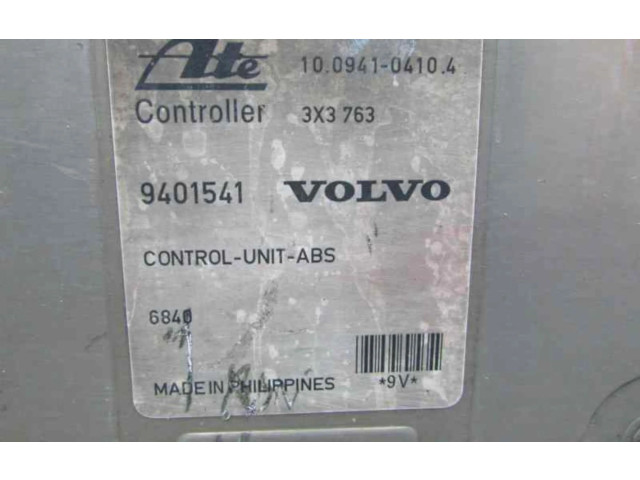 Ate 10.0941-0410.4
Controller 3X3 763
9401541 VOLVO
CONTROL-UNIT-ABS
6840
MADE IN PHILIPPINES *9V*